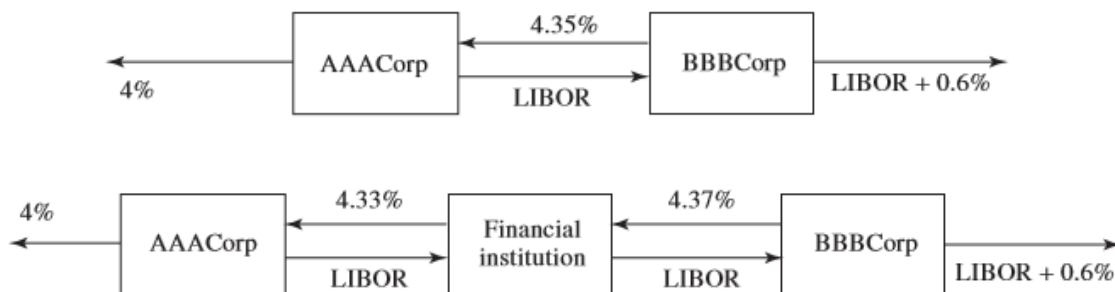 4.35%
AAACorp
BBBCorp
4%
LIBOR
LIBOR + 0.6%
4%
4.33%
4.37%
AAACorp
Financial
institution
BBBCorp
LIBOR
LIBOR
LIBOR + 0.6%